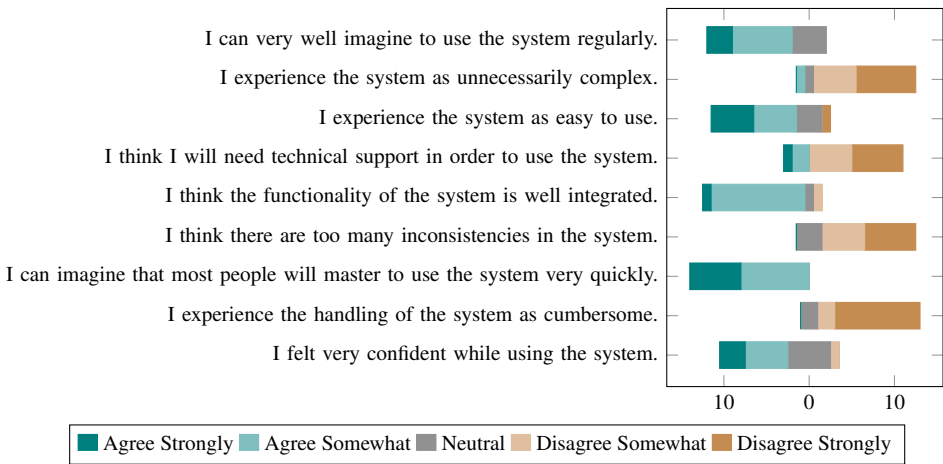 I can very well imagine to use the system regularly.
I experience the system as unnecessarily complex.
I experience the system as easy to use.
I think I will need technical support in order to use the system.
I think the functionality of the system is well integrated.
I think there are too many inconsistencies in the system.
I can imagine that most people will master to use the system very quickly.
I experience the handling of the system as cumbersome.
I felt very confident while using the system.
10 0 10
Agree Strongly Agree Somewhat Neutral Disagree Somewhat Disagree Strongly